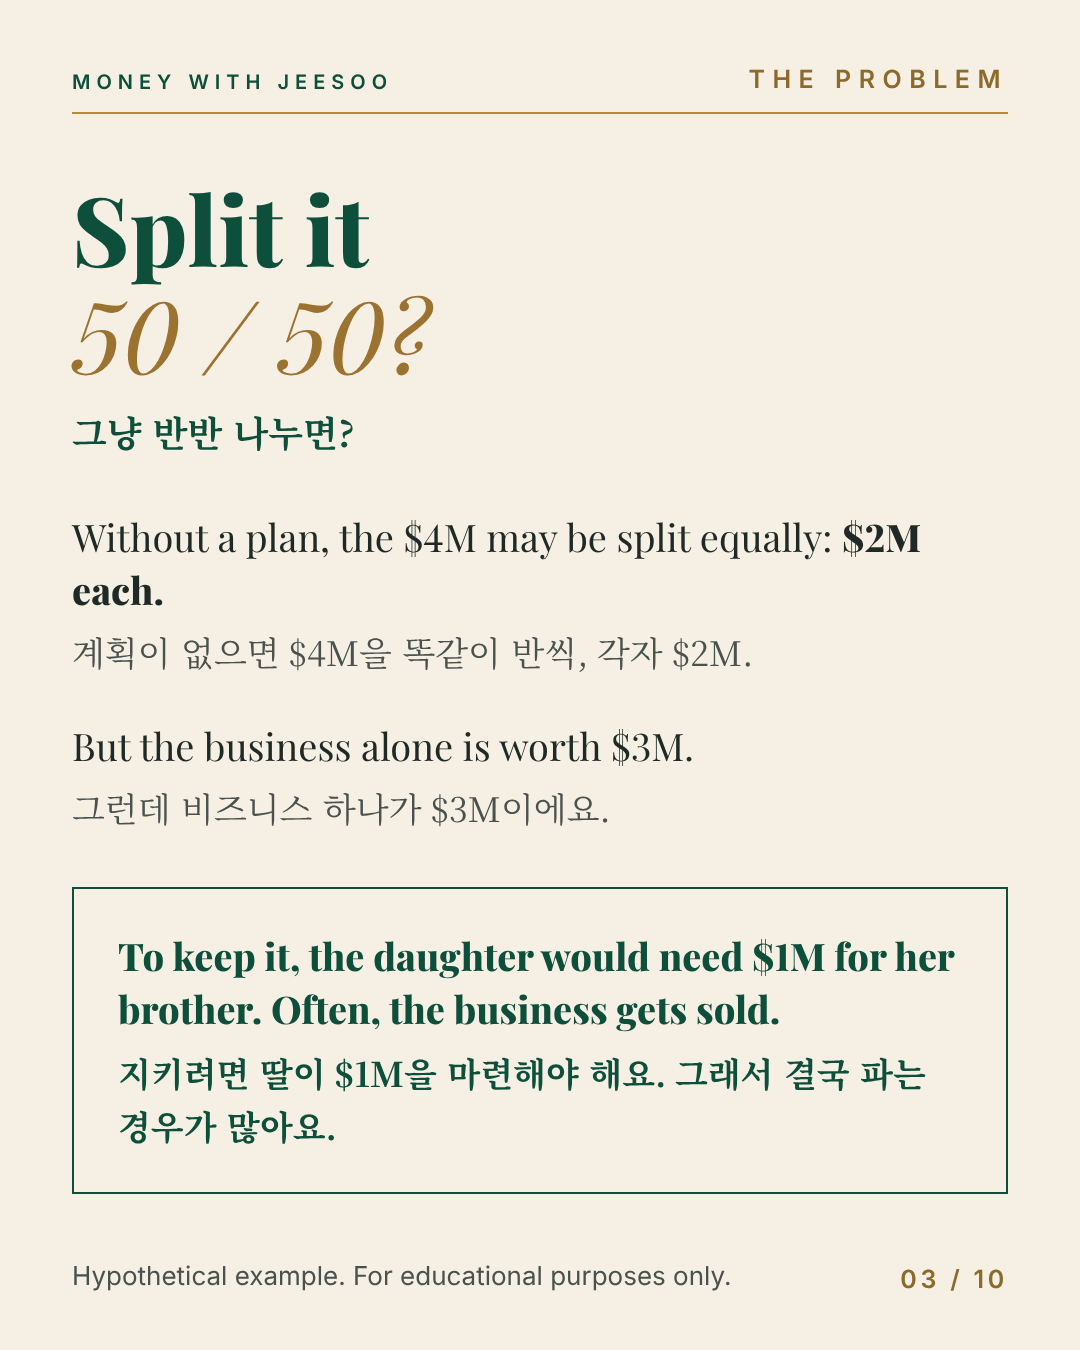 MONEY WITH JEESOO
THE PROBLEM
Split it
50 / 50?
그냥 반반 나누면?
Without a plan, the $4M may be split equally: $2M
each.
계획이 없으면 $4M을 똑같이 반씩, 각자 $2M.
But the business alone is worth $3M.
그런데 비즈니스 하나가 $3M이에요.
To keep it, the daughter would need $1M for her
brother. Often, the business gets sold.
지키려면 딸이 $1M을 마련해야 해요. 그래서 결국 파는
경우가 많아요.
Hypothetical example. For educational purposes only.
03 / 10